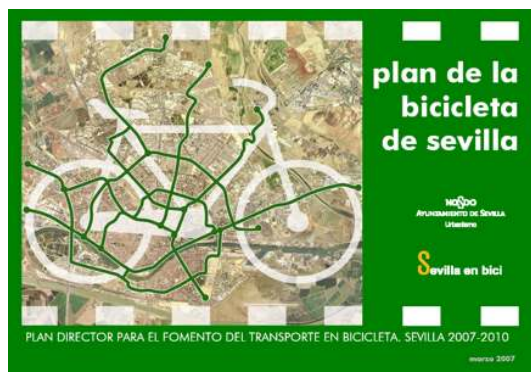 plan de la
bicicleta
de sevilla
NO8DO
AYUNTAMIENTO DE SEVILLA
Urbanismo
Sevilla en bici
PLAN DIRECTOR PARA EL FOMENTO DEL TRANSPORTE EN BICICLETA. SEVILLA 2007-2010
marzo 2007